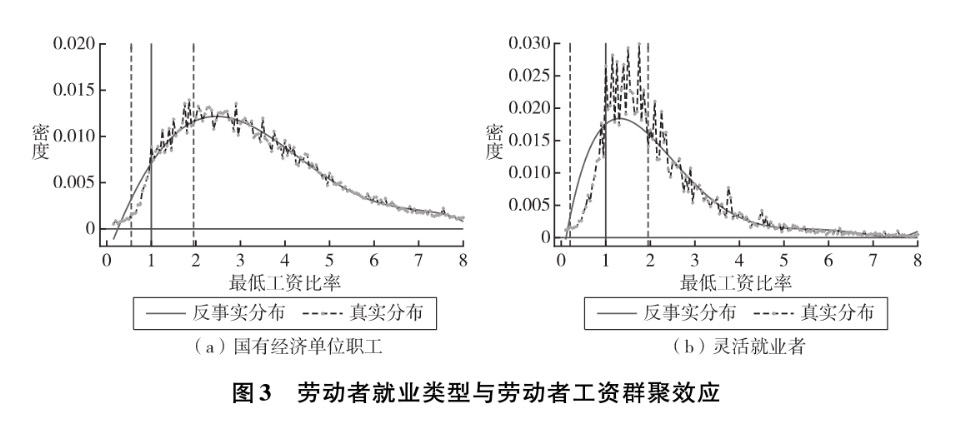 0.020
0.015
0.010
0.005
0
密度
0 1 2 3 4 5 6 7 8
最低工资比率
反事实分布 真实分布
（a）国有经济单位职工
0.030
0.025
0.020
0.015
0.010
0.005
0
密度
0 1 2 3 4 5 6 7 8
最低工资比率
反事实分布 真实分布
（b）灵活就业者
图3 劳动者就业类型与劳动者工资群聚效应